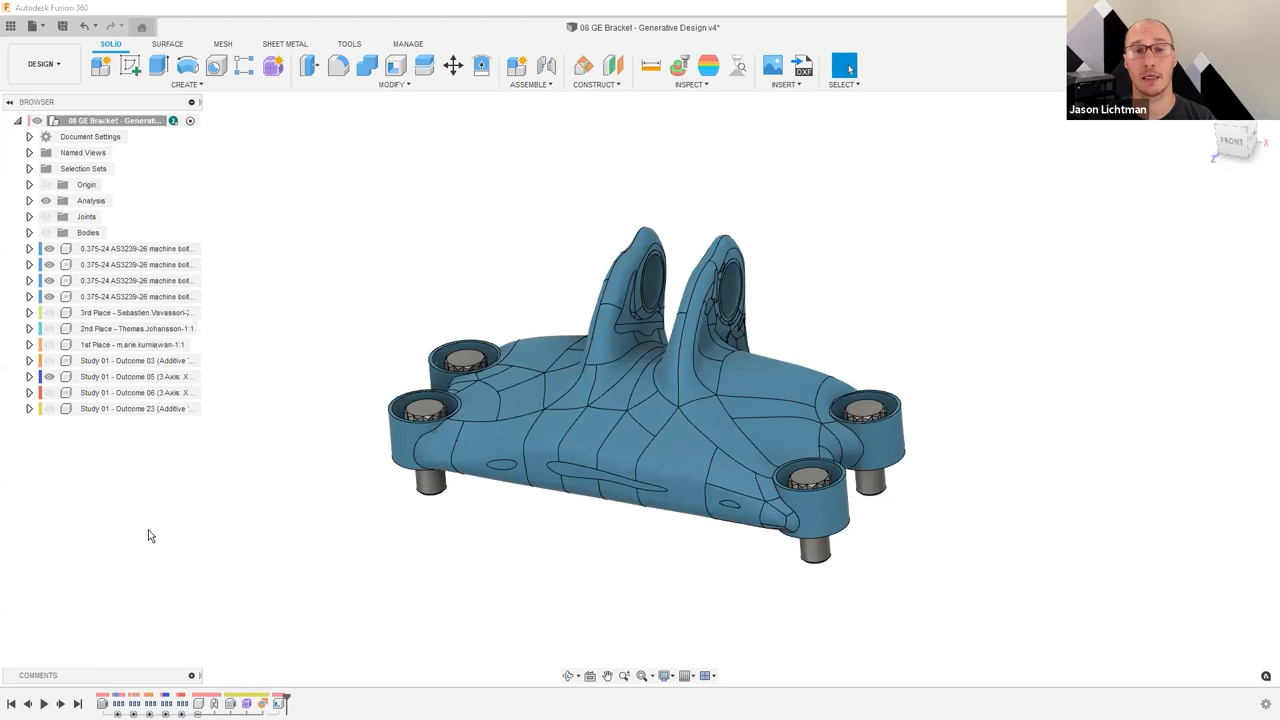 Autodesk Fusion 360
08 GE Bracket - Generative Design v4*
Jason Lichtman
DESIGN
SOLID
SURFACE
MESH
SHEET METAL
TOOLS
MANAGE
CREATE
MODIFY
ASSEMBLE
CONSTRUCT
INSPECT
INSERT
SELECT
DXF
BROWSER
FRONT
X
Z
08 GE Bracket - Generati...
Document Settings
Named Views
Selection Sets
Origin
Analysis
Joints
Bodies
0.375-24 AS3239-26 machine bolt...
0.375-24 AS3239-26 machine bolt...
0.375-24 AS3239-26 machine bolt...
0.375-24 AS3239-26 machine bolt...
3rd Place - Sebastien.Vavassori-2...
2nd Place - Thomas.Johansson-1:1
1st Place - m.arie.kurniawan-1:1
Study 01 - Outcome 03 (Additive '...
Study 01 - Outcome 05 (3 Axis: X...
Study 01 - Outcome 06 (3 Axis: X...
Study 01 - Outcome 23 (Additive '...
COMMENTS